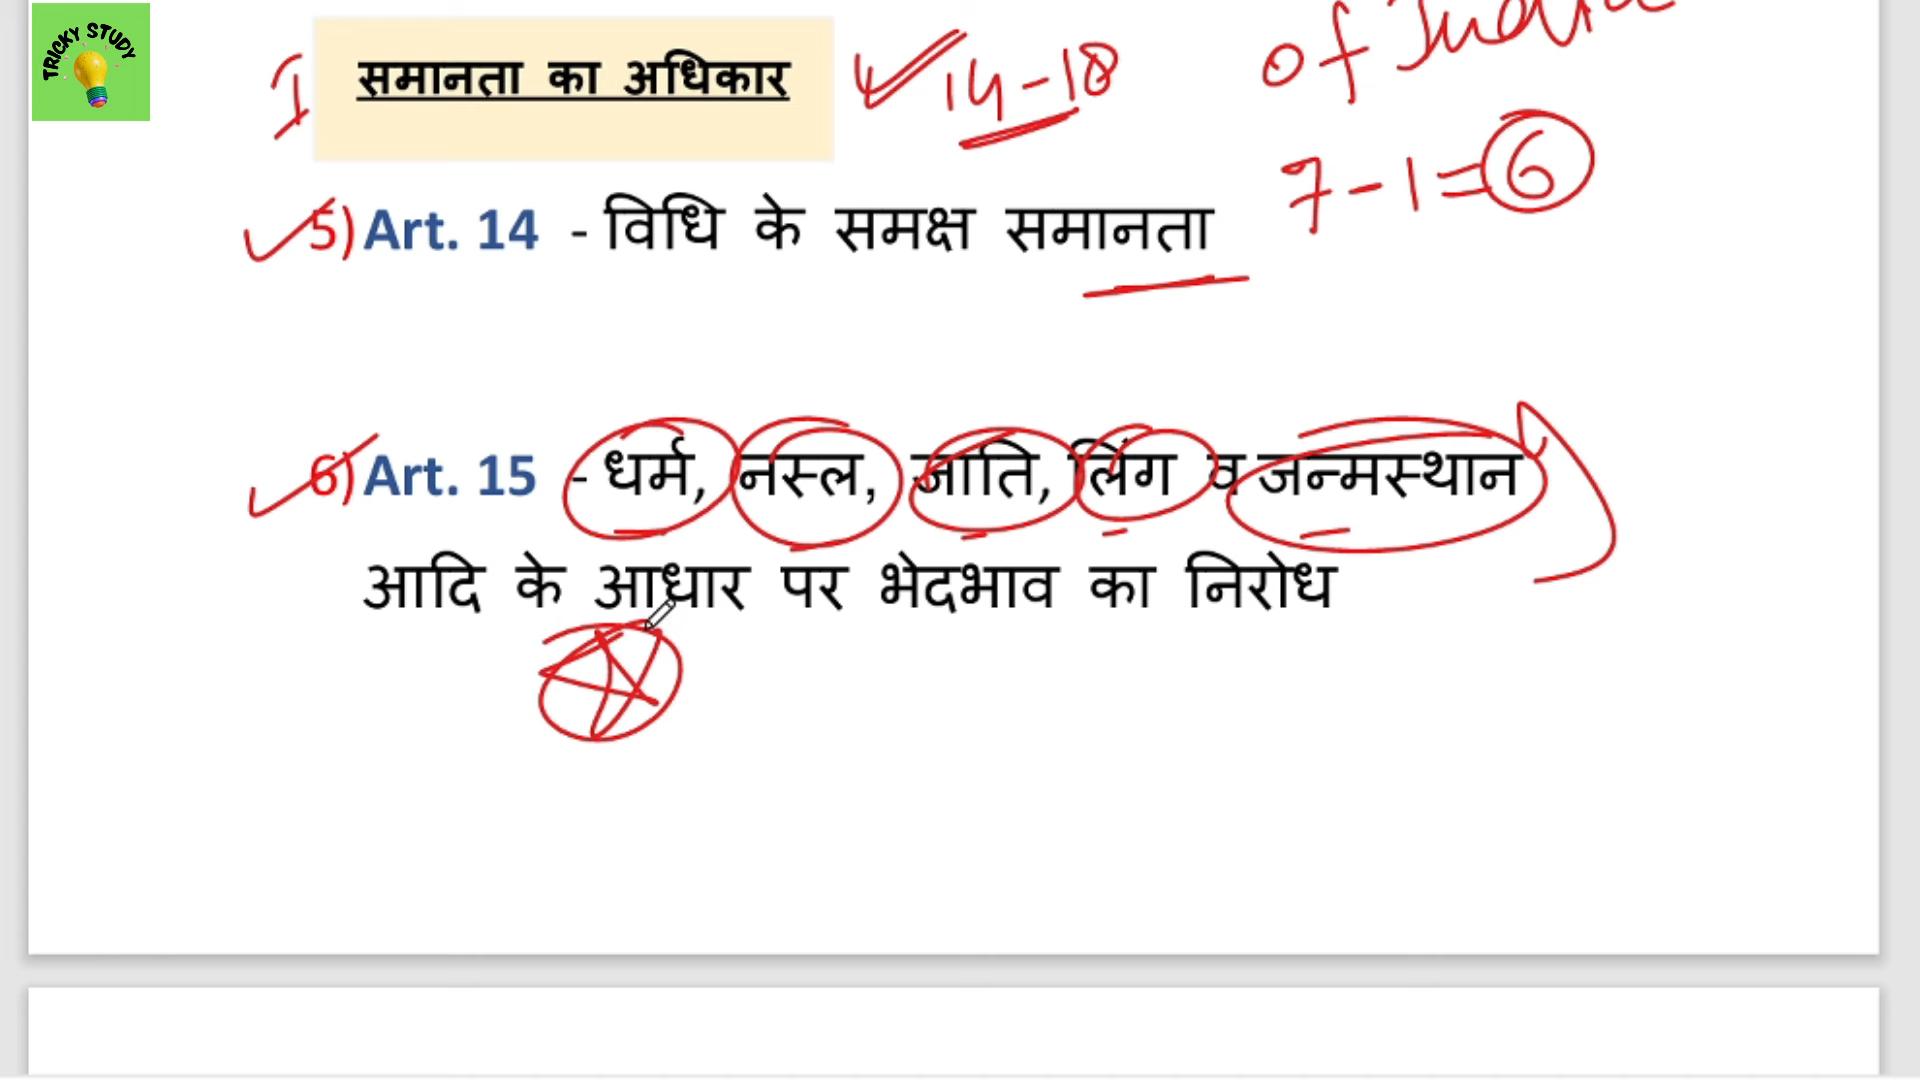 TRICKY STUDY
of India
I समानता का अधिकार 14-18
7-1=6
5) Art. 14 - विधि के समक्ष समानता
6) Art. 15 - धर्म, नस्ल, जाति, लिंग व जन्मस्थान
आदि के आधार पर भेदभाव का निरोध